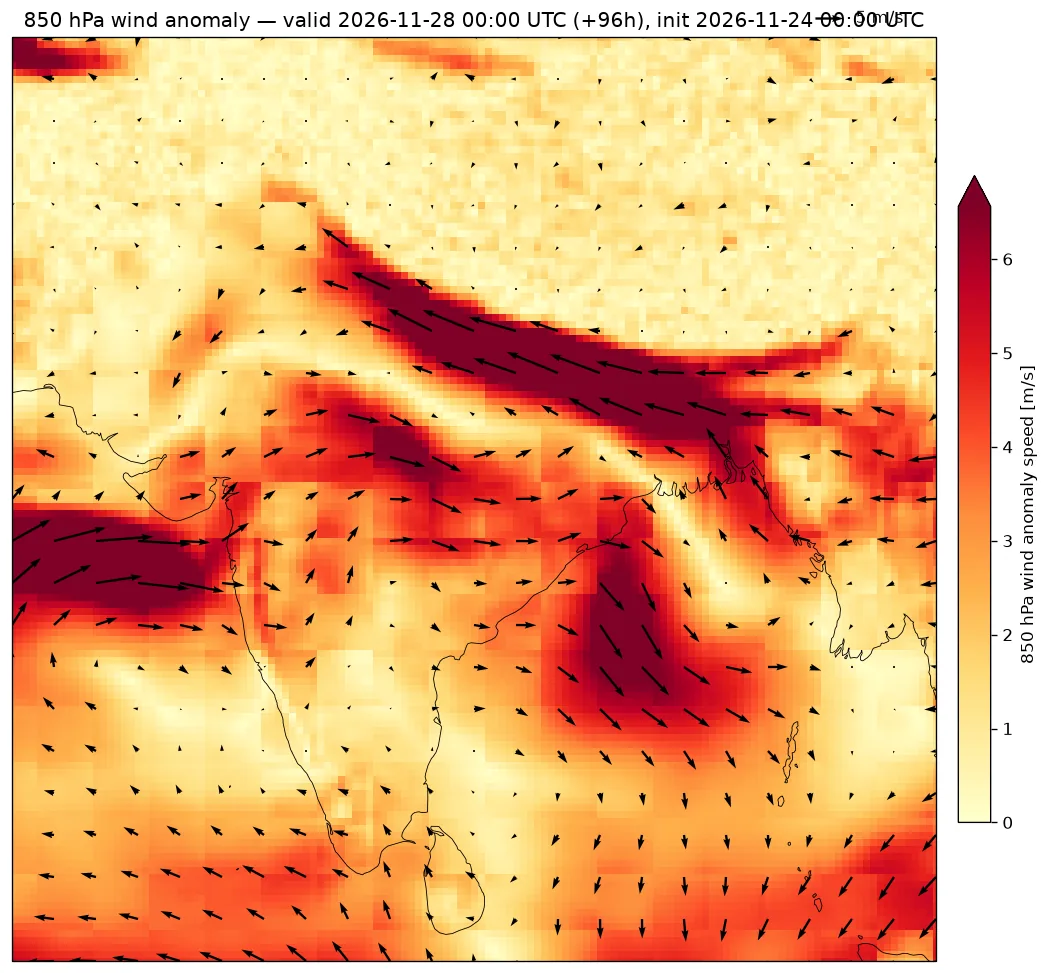 850 hPa wind anomaly — valid 2026-11-28 00:00 UTC (+96h), init 2026-11-24 00:00 UTC
5 m/s
6
5
4
3
2
1
0
850 hPa wind anomaly speed [m/s]